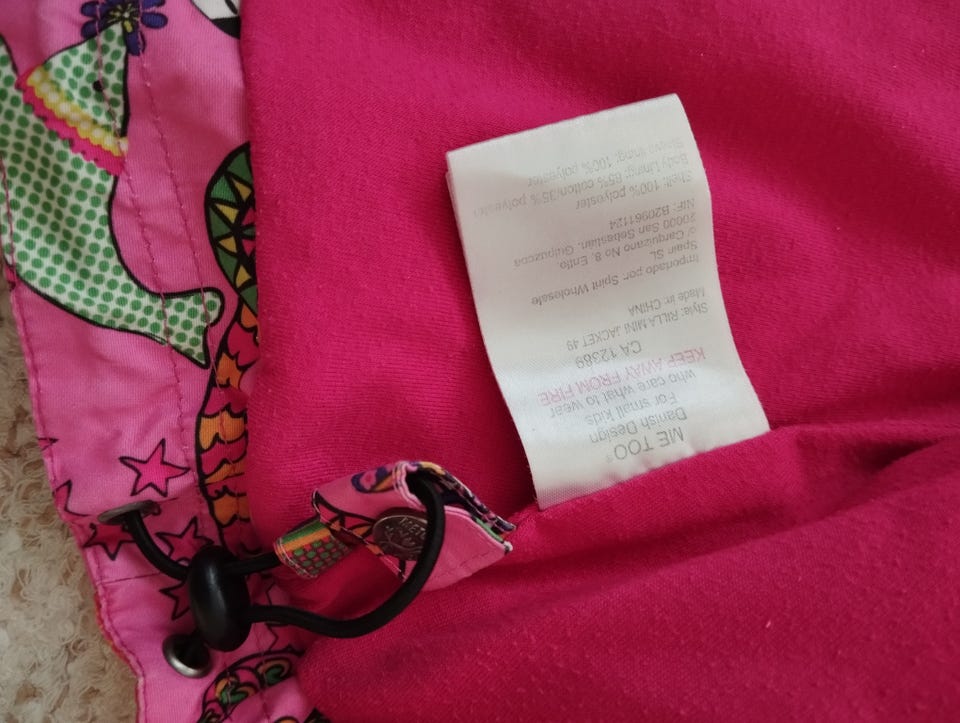 ME TOO®
Danish Design
For small kids
who care what to wear
KEEP AWAY FROM FIRE
CA 12369
Style: RILLA MINI JACKET 49
Made in: CHINA
Importado por: Spirit Wholesale
Spain SL
c/ Carquizano No 8, Entlo.
20000 San Sebastián, Guipuzcoa
NIF: B20961124
Shell: 100% polyester
Body Lining: 65% cotton/35% polyester
Sleeve lining: 100% polyester